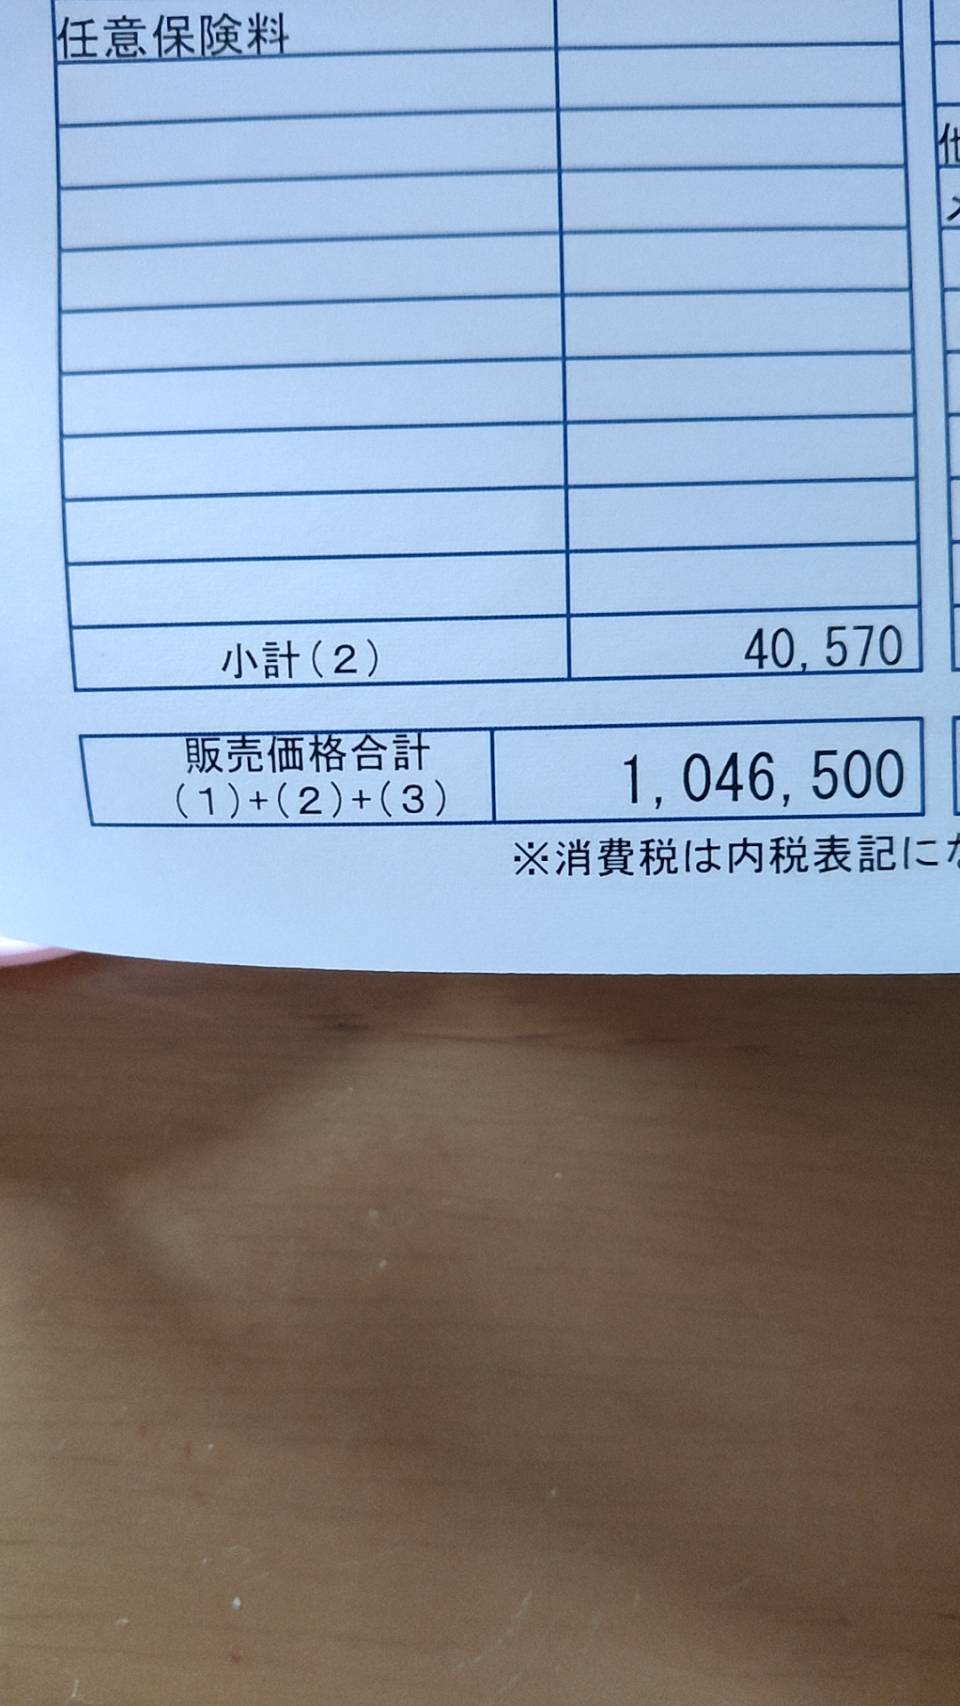 任意保険料
小計(2) 40,570
販売価格合計
(1)+(2)+(3) 1,046,500
※消費税は内税表記に